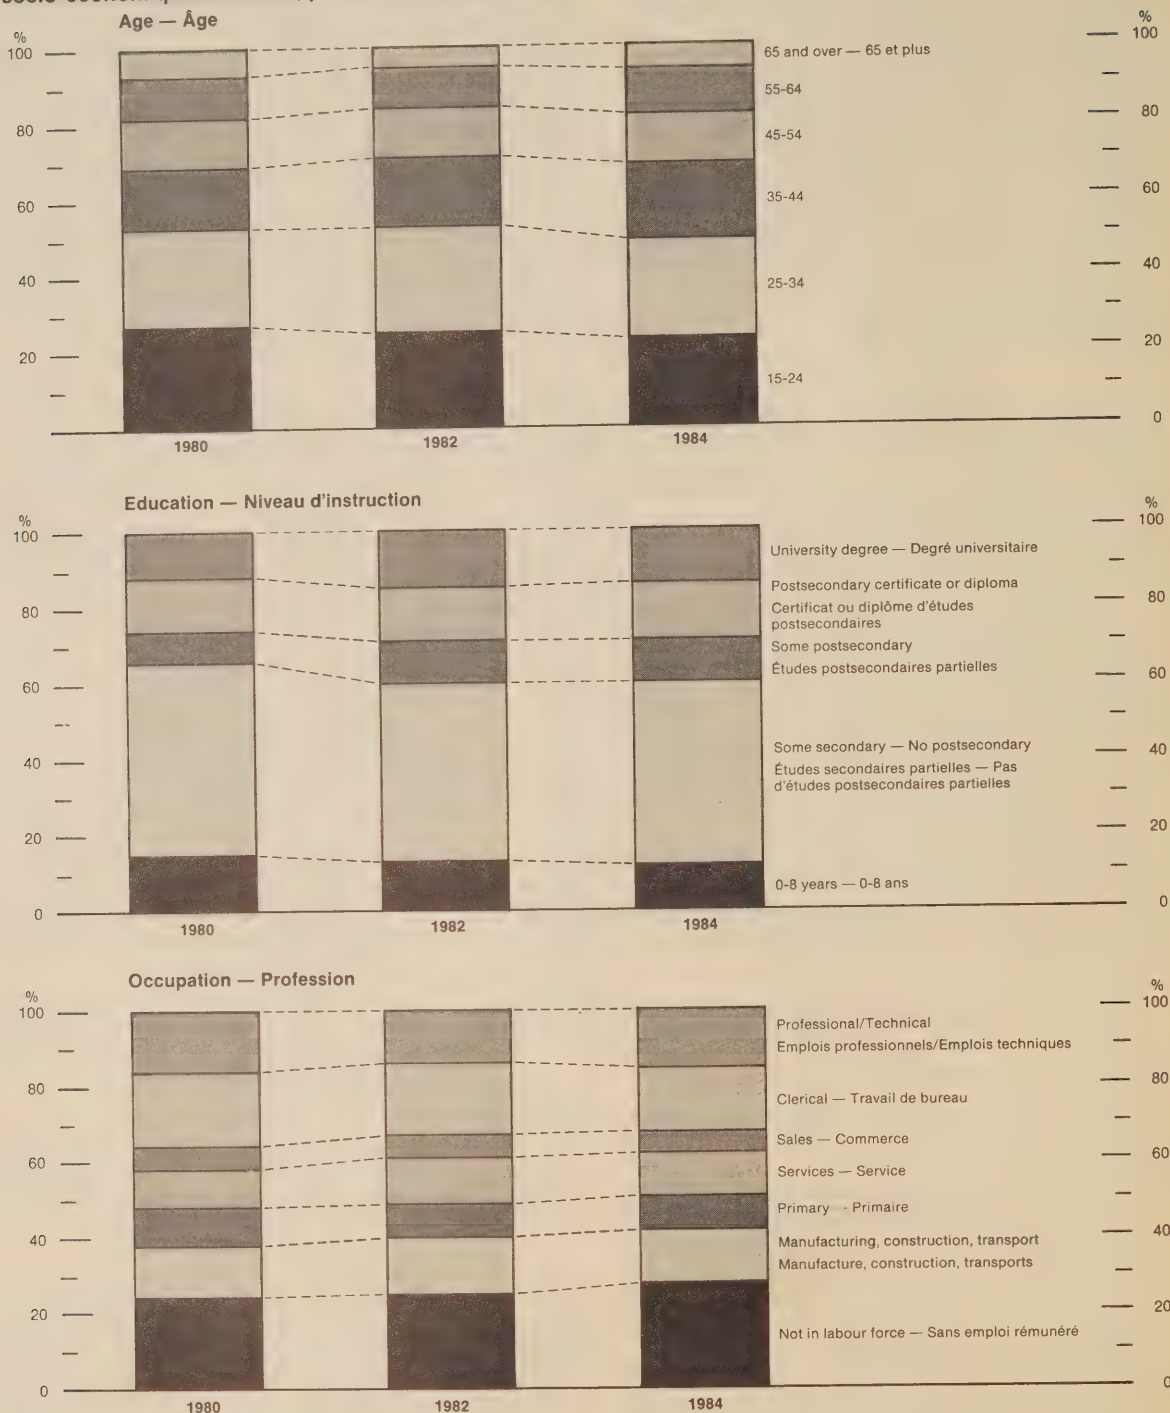 Age — Âge
%
100
80
60
40
20
1980
1982
1984
65 and over — 65 et plus
55-64
45-54
35-44
25-34
15-24
%
100
80
60
40
20
0
Education — Niveau d'instruction
%
100
80
60
40
20
0
1980
1982
1984
University degree — Degré universitaire
Postsecondary certificate or diploma
Certificat ou diplôme d'études
postsecondaires
Some postsecondary
Études postsecondaires partielles
Some secondary — No postsecondary
Études secondaires partielles — Pas
d'études postsecondaires partielles
0-8 years — 0-8 ans
%
100
80
60
40
20
0
Occupation — Profession
%
100
80
60
40
20
0
1980
1982
1984
Professional/Technical
Emplois professionnels/Emplois techniques
Clerical — Travail de bureau
Sales — Commerce
Services — Service
Primary - Primaire
Manufacturing, construction, transport
Manufacture, construction, transports
Not in labour force — Sans emploi rémunéré
%
100
80
60
40
20
0